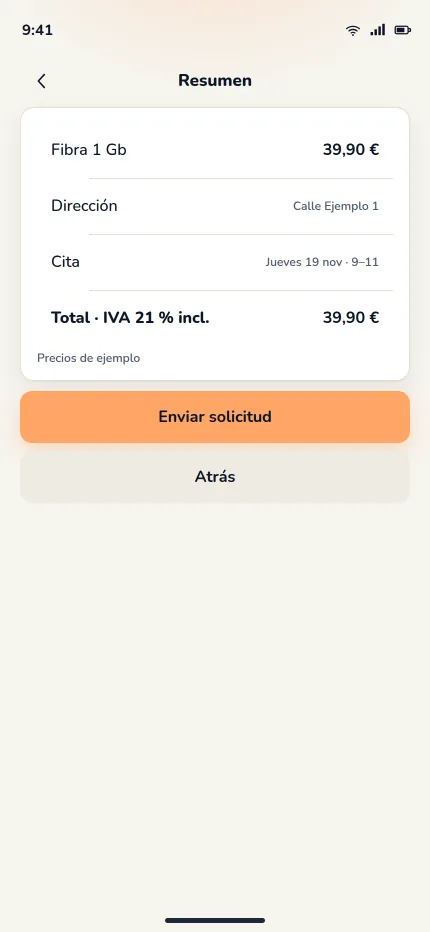 9:41
Resumen
Fibra 1 Gb 39,90 €
Dirección Calle Ejemplo 1
Cita Jueves 19 nov · 9–11
Total · IVA 21 % incl. 39,90 €
Precios de ejemplo
Enviar solicitud
Atrás